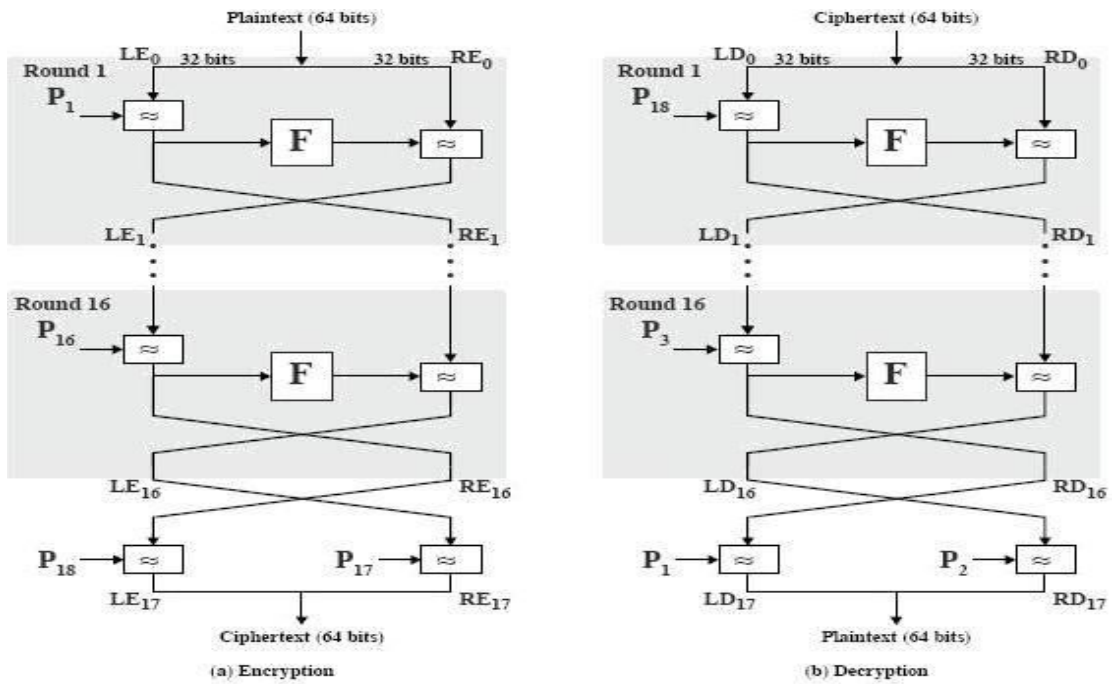 Plaintext (64 bits)
LE0 32 bits 32 bits RE0
Round 1
P1
≈
F
≈
LE1 RE1
Round 16
P16
≈
F
≈
LE16 RE16
P18 ≈ P17 ≈
LE17 RE17
Ciphertext (64 bits)
(a) Encryption
Ciphertext (64 bits)
LD0 32 bits 32 bits RD0
Round 1
P18
≈
F
≈
LD1 RD1
Round 16
P3
≈
F
≈
LD16 RD16
P1 ≈ P2 ≈
LD17 RD17
Plaintext (64 bits)
(b) Decryption